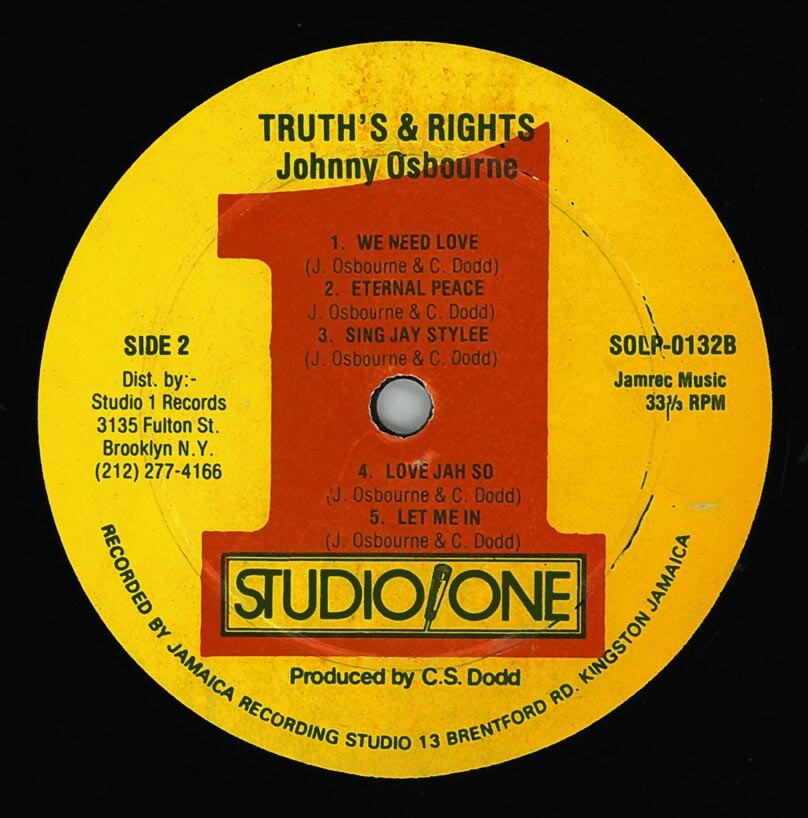 TRUTH'S & RIGHTS
Johnny Osbourne
1. WE NEED LOVE
(J. Osbourne & C. Dodd)
2. ETERNAL PEACE
J. Osbourne & C. Dodd)
3. SING JAY STYLEE
(J. Osbourne & C. Dodd)
SIDE 2
Dist. by:-
Studio 1 Records
3135 Fulton St.
Brooklyn N.Y.
(212) 277-4166
SOLP-0132B
Jamrec Music
33⅓ RPM
4. LOVE JAH SO
(J. Osbourne & C. Dodd)
5. LET ME IN
(J. Osbourne & C. Dodd)
STUDIO ONE
Produced by C.S. Dodd
RECORDED BY JAMAICA RECORDING STUDIO 13 BRENTFORD RD. KINGSTON JAMAICA